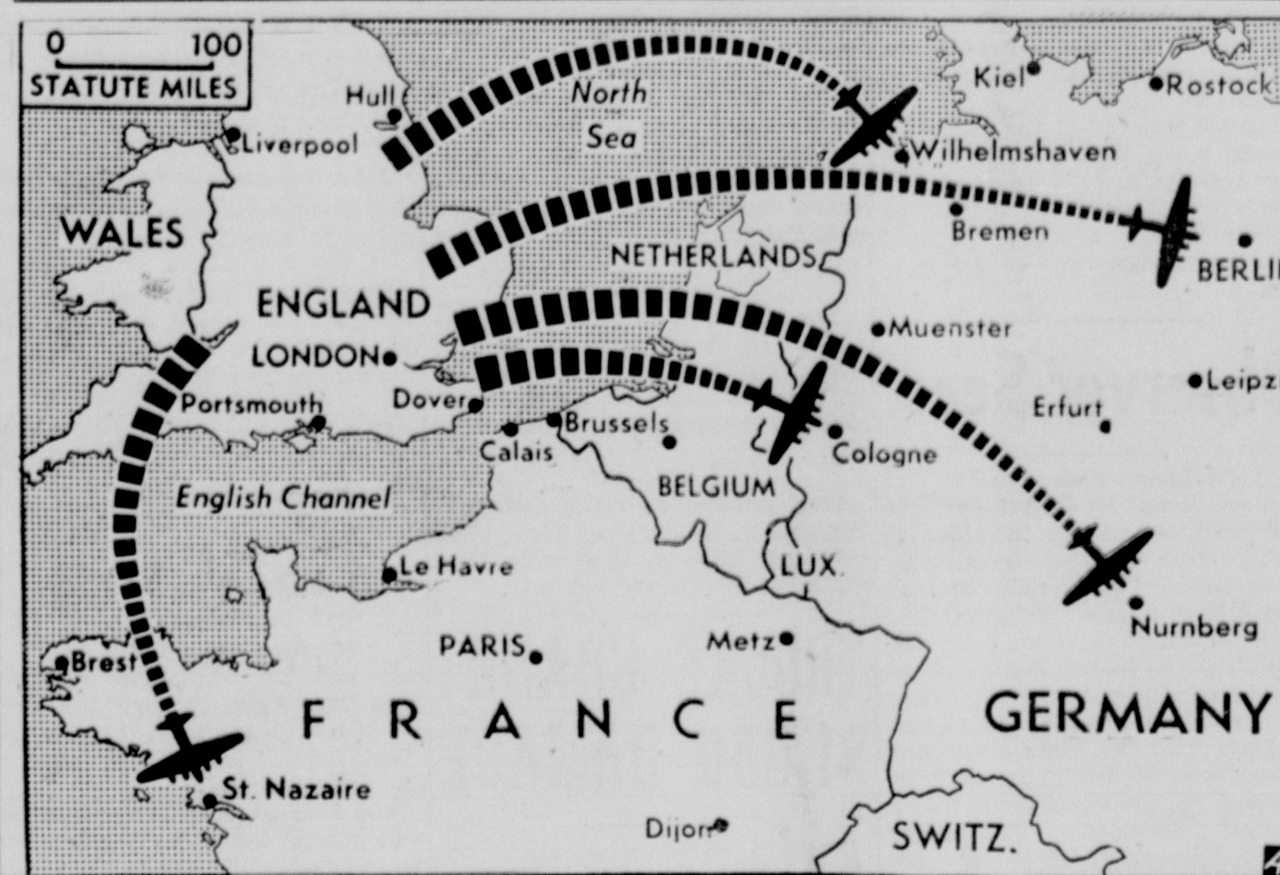 0 100
STATUTE MILES
Hull
North
Sea
Kiel
Rostock
Liverpool
Wilhelmshaven
WALES
Bremen
NETHERLANDS
BERLI
ENGLAND
Muenster
LONDON
Leipz
Portsmouth
Dover
Erfurt
Brussels
Calais
Cologne
English Channel
BELGIUM
Le Havre
LUX.
Nurnberg
PARIS
Metz
Brest
FRANCE
GERMANY
St. Nazaire
Dijon
SWITZ.